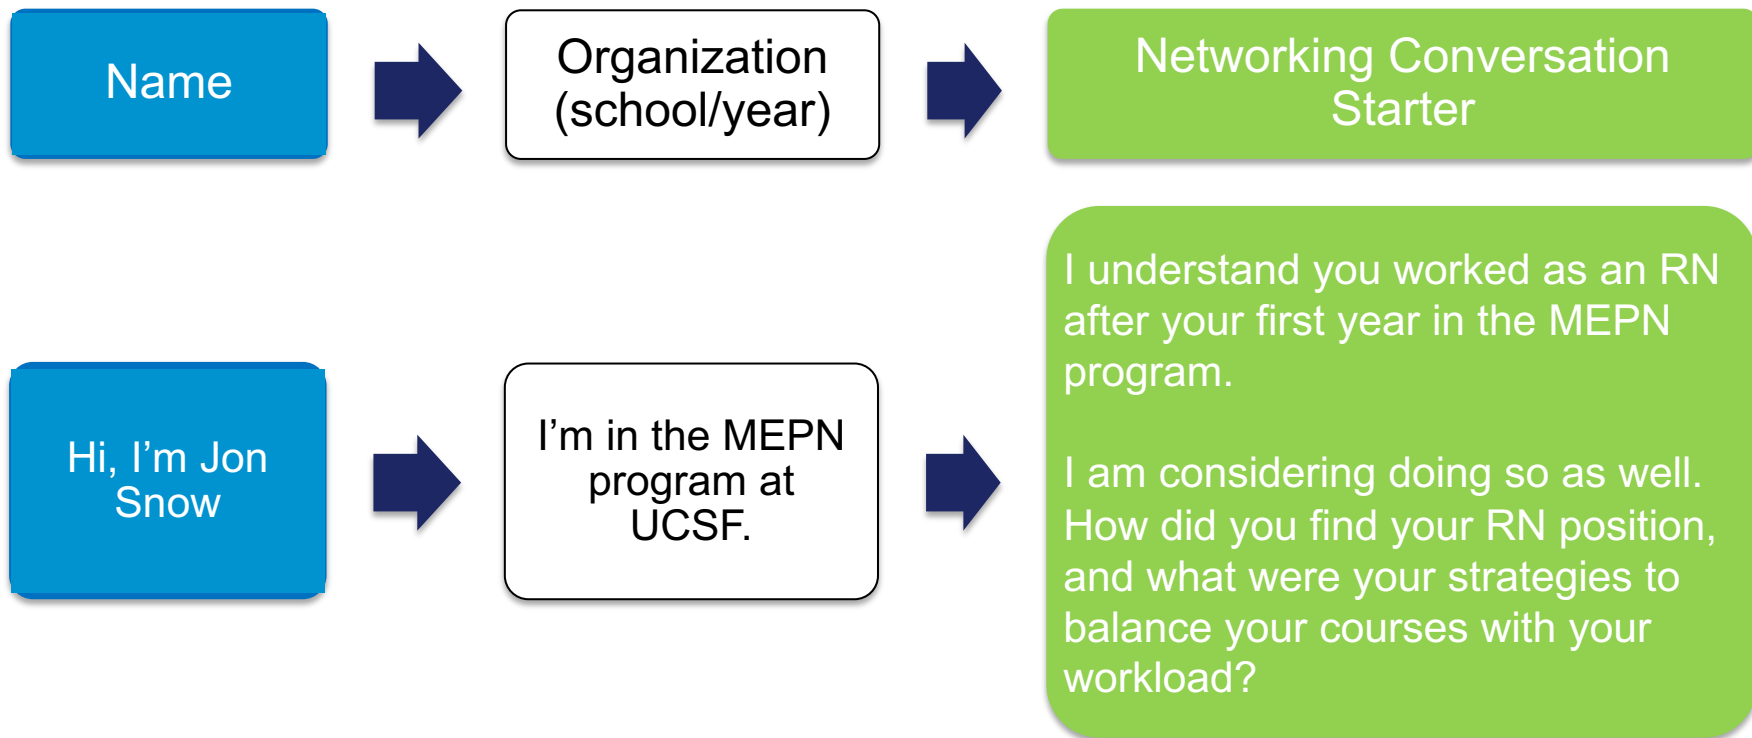 Name
Organization
(school/year)
Networking Conversation
Starter
Hi, I’m Jon
Snow
I’m in the MEPN
program at
UCSF.
I understand you worked as an RN
after your first year in the MEPN
program.
I am considering doing so as well.
How did you find your RN position,
and what were your strategies to
balance your courses with your
workload?